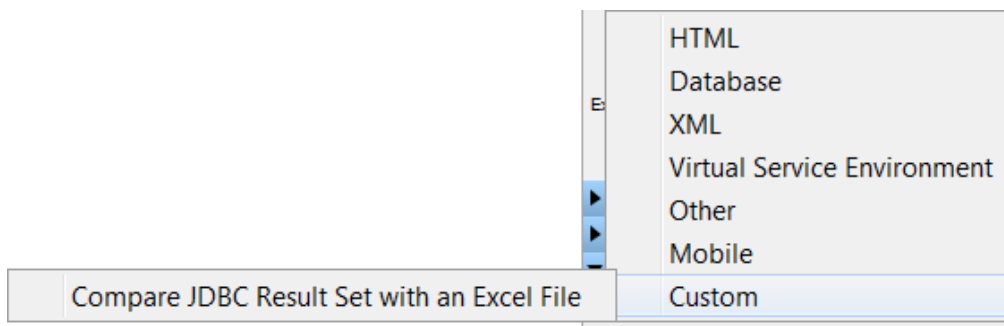 HTML
Database
XML
Virtual Service Environment
Other
Mobile
Compare JDBC Result Set with an Excel File
Custom